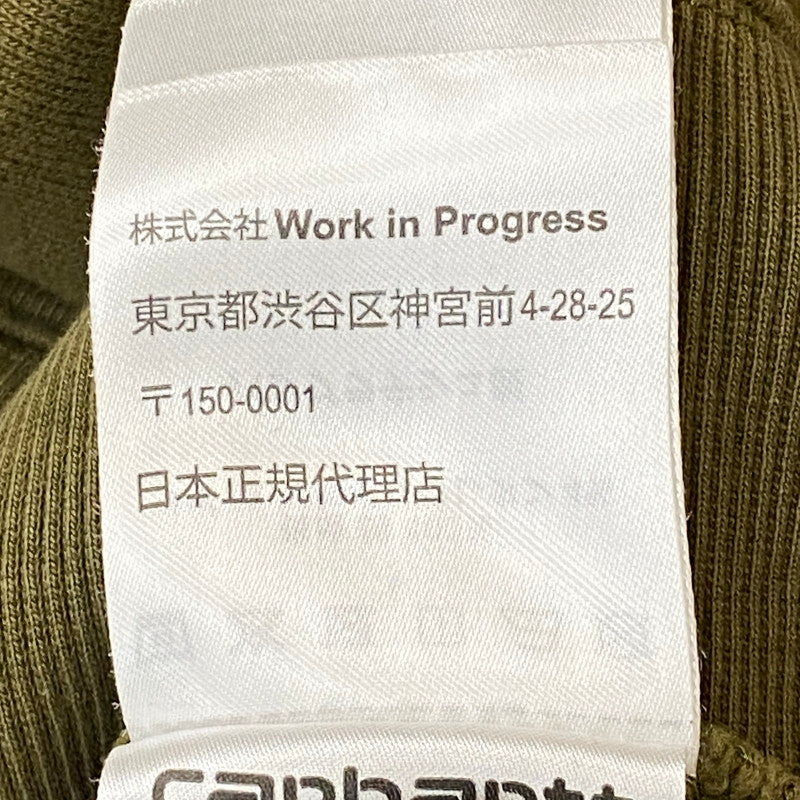 株式会社Work in Progress
東京都渋谷区神宮前4-28-25
〒150-0001
日本正規代理店
carhartt